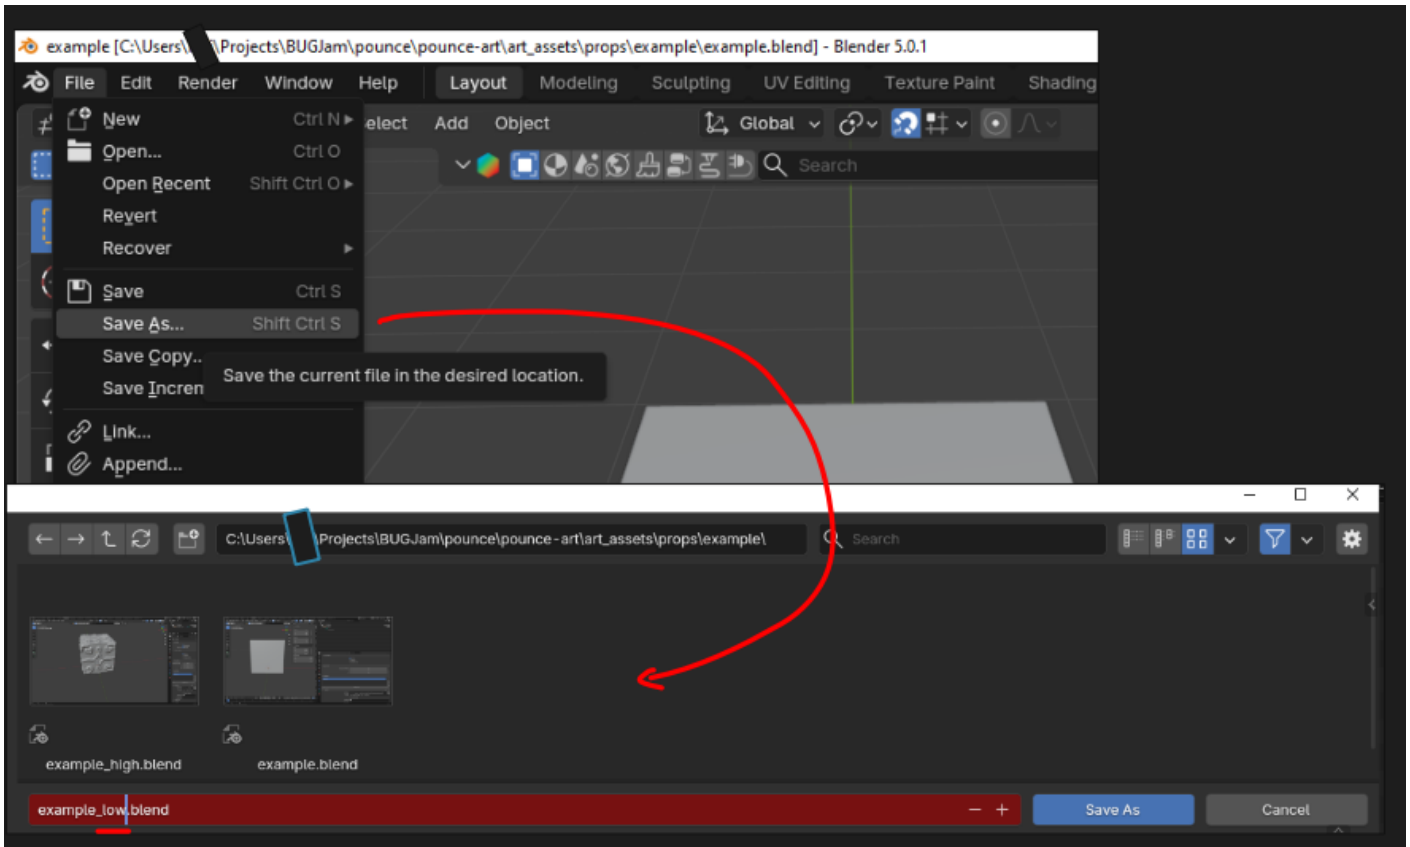 example [C:\Users\ \Projects\BUGJam\pounce\pounce-art\art_assets\props\example\example.blend] - Blender 5.0.1
File Edit Render Window Help Layout Modeling Sculpting UV Editing Texture Paint Shading
New Ctrl N elect Add Object Global
Open... Ctrl O Search
Open Recent Shift Ctrl O
Revert
Recover
Save Ctrl S
Save As... Shift Ctrl S
Save Copy..
Save Increm
Save the current file in the desired location.
Link...
Append...
C:\Users\ \Projects\BUGJam\pounce\pounce-art\art_assets\props\example\ Search
example_high.blend example.blend
example_low.blend Save As Cancel